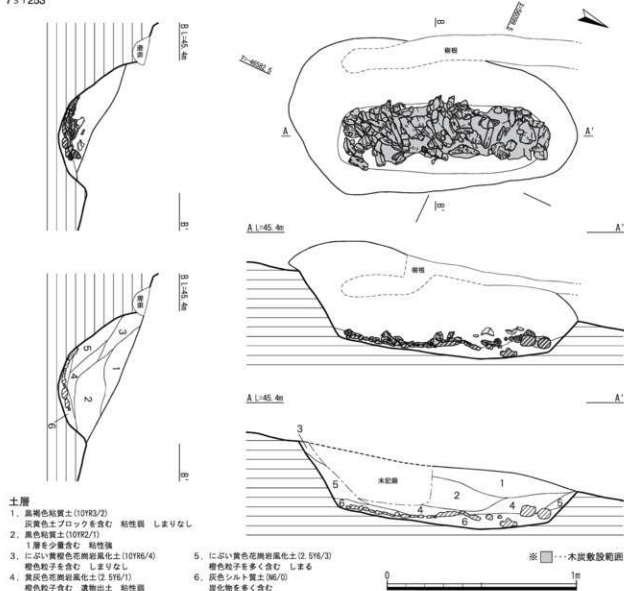 B L=45.4m
樹根
B'
B L=45.4m
樹根
3
5
1
4
2
6
B'
B
樹根
A
A'
B'
A L=45.4m
A'
樹根
A L=45.4m
A'
3
5
未記録
1
2
4
5
6
4
6
土層
1. 黒褐色粘質土(10YR3/2)
灰黄色土ブロックを含む 粘性弱 しまりなし
2. 黒色粘質土(10YR2/1)
1層を少量含む 粘性強
3. にぶい黄橙色花崗岩風化土(10YR6/4)
橙色粒子を含む しまりなし
4. 黄灰色花崗岩風化土(2.5Y6/1)
橙色粒子含む 遺物出土 粘性弱
5. にぶい黄色花崗岩風化土(2.5Y6/3)
橙色粒子を多く含む しまる
6. 灰色シルト質土(N6/0)
炭化物を多く含む
※ ･･･木炭敷設範囲
0 1m